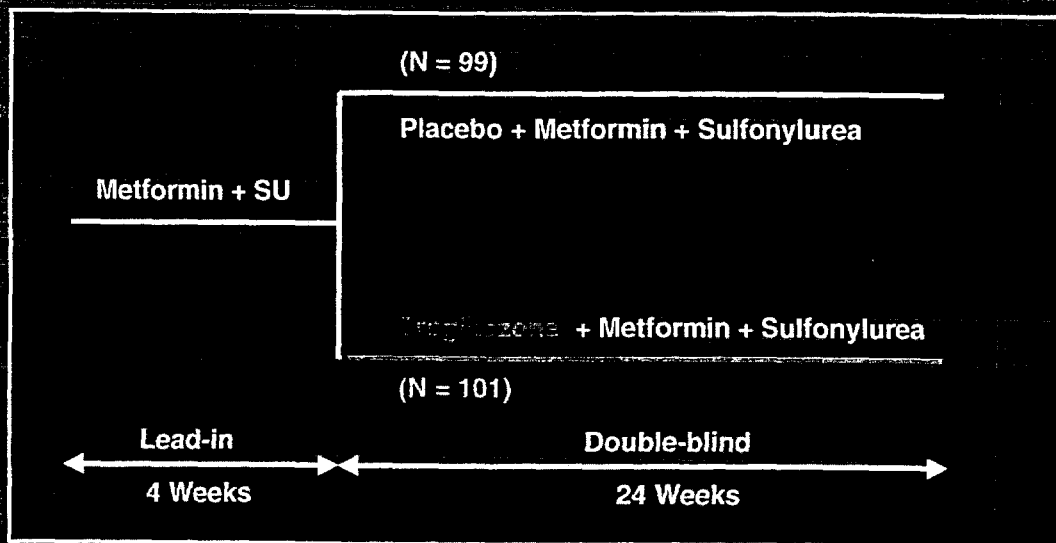 (N = 99)
Placebo + Metformin + Sulfonylurea
Metformin + SU
+ Metformin + Sulfonylurea
(N = 101)
Lead-in
Double-blind
4 Weeks
24 Weeks